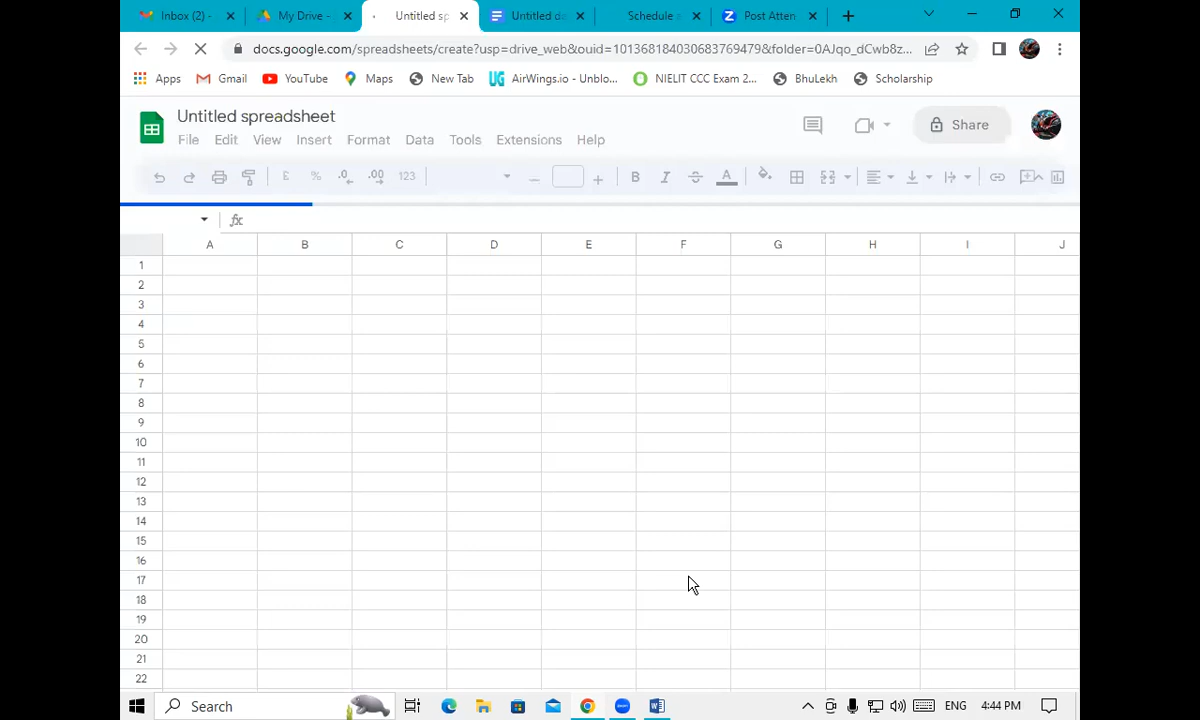 Inbox (2) -
My Drive -
Untitled sp
Untitled d
Schedule
Post Atten
docs.google.com/spreadsheets/create?usp=drive_web&ouid=101368184030683769479&folder=0AJqo_dCwb8z...
Apps
Gmail
YouTube
Maps
New Tab
UG AirWings.io - Unblo...
NIELIT CCC Exam 2...
BhuLekh
Scholarship
Untitled spreadsheet
File Edit View Insert Format Data Tools Extensions Help
Share
£ % .0 .00 123 B I S A
fx
A B C D E F G H I J
1
2
3
4
5
6
7
8
9
10
11
12
13
14
15
16
17
18
19
20
21
22
Search
ENG
4:44 PM